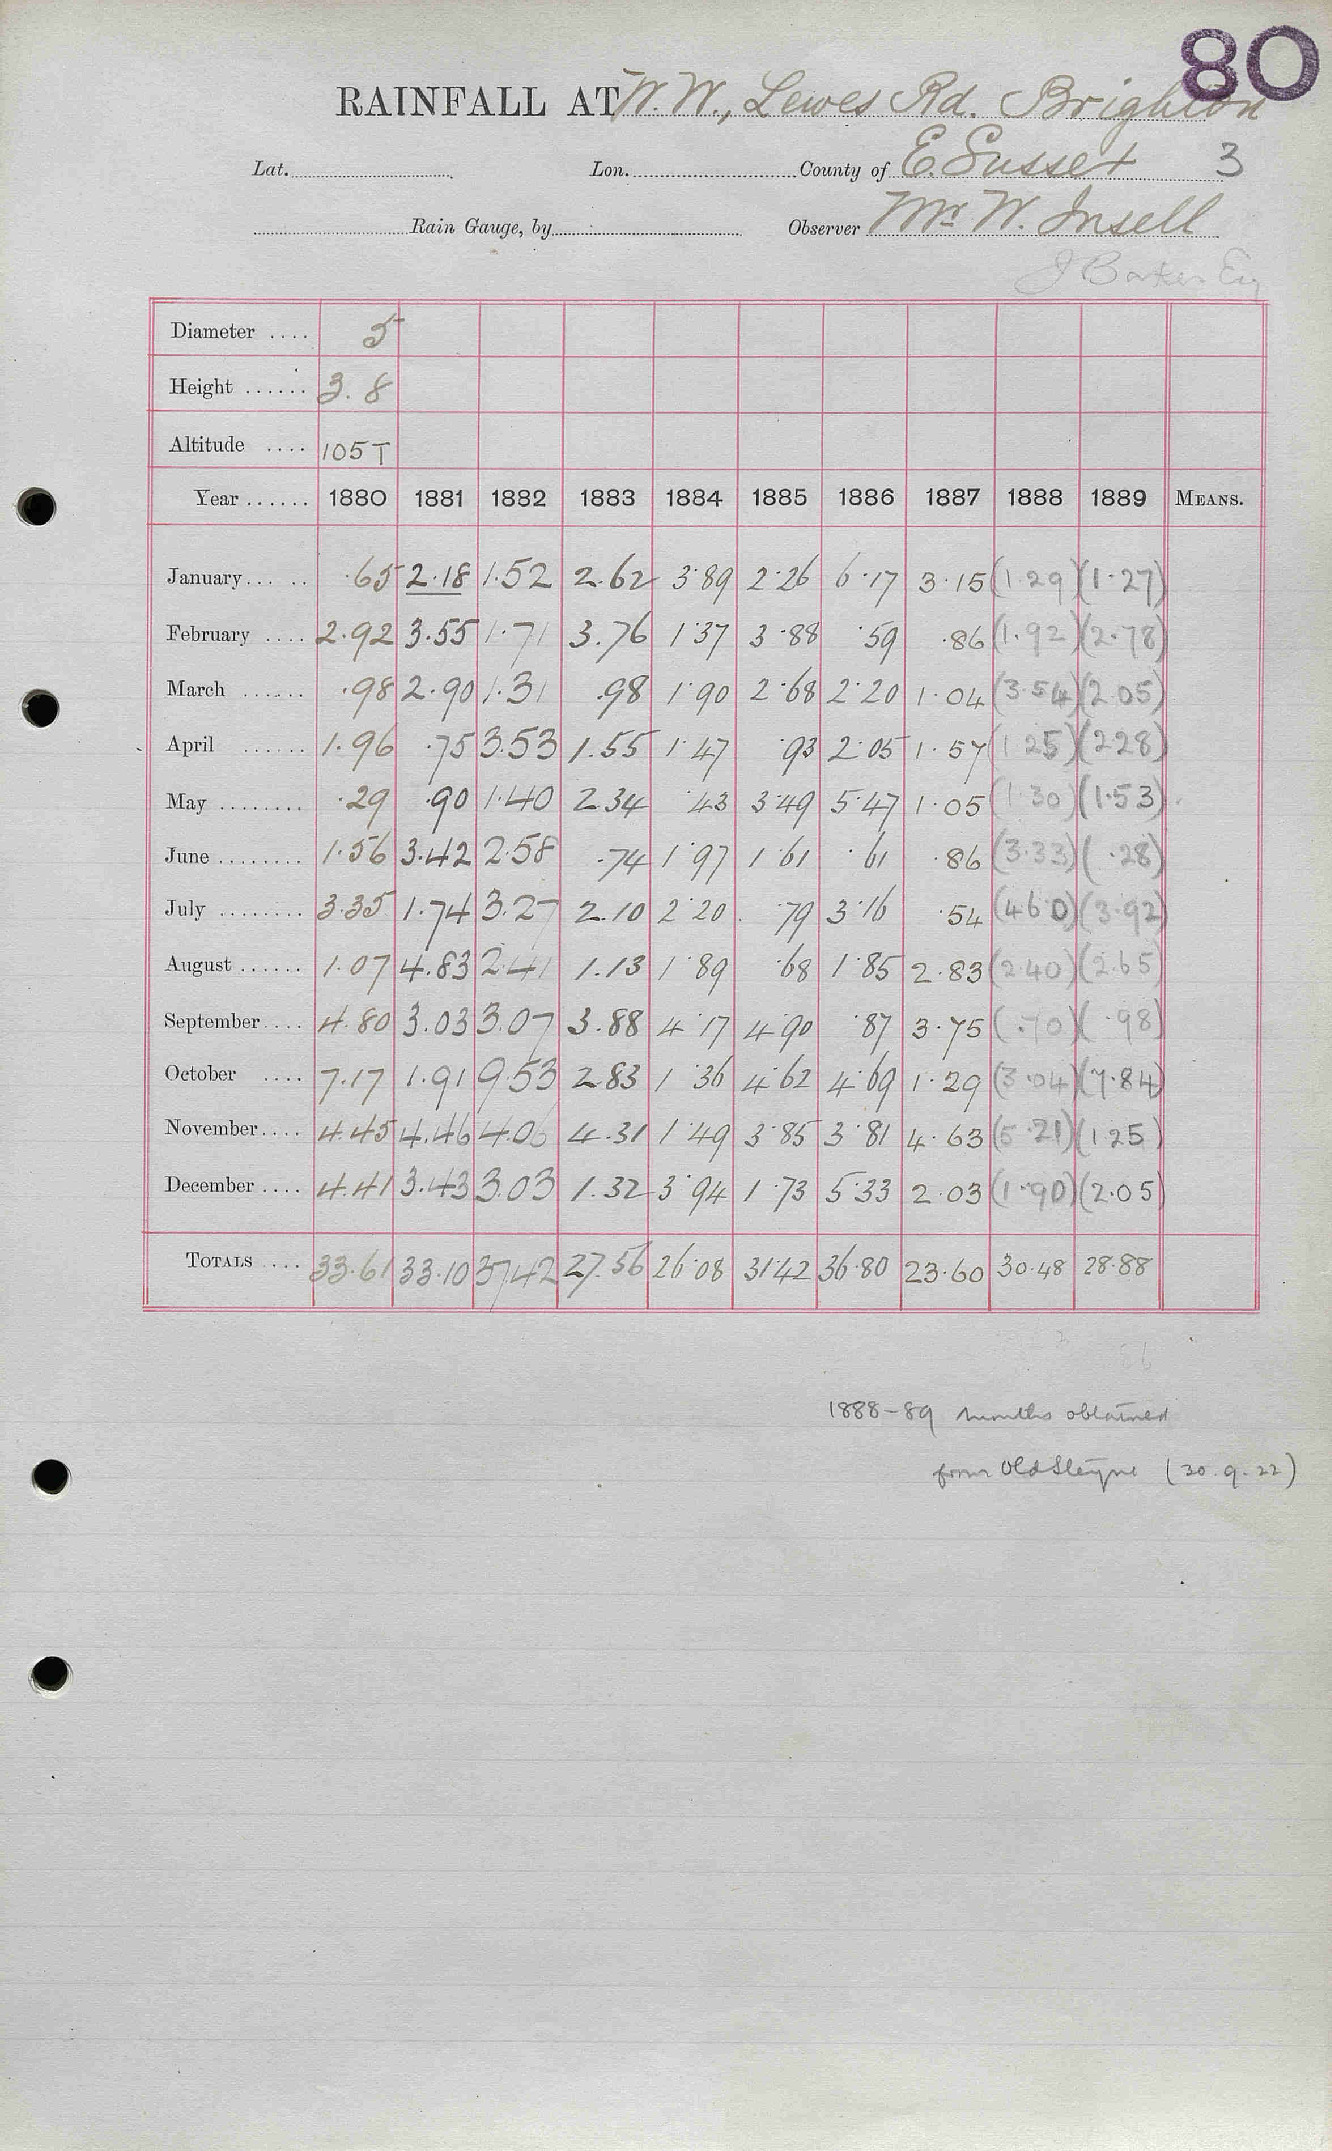 80
RAINFALL AT W.W., Lewes Rd. Brighton
Lat. Lon. County of E. Sussex 3
Rain Gauge, by Observer Mr W. Insell
J Barker Esq
Diameter .... 5
Height ...... 3.8
Altitude .... 105 T
Year ...... 1880 1881 1882 1883 1884 1885 1886 1887 1888 1889 MEANS.
January ... .65 2.18 1.52 2.62 3.89 2.26 6.17 3.15 (1.29) (1.27)
February .... 2.92 3.55 1.71 3.76 1.37 3.88 .59 .86 (1.92) (2.78)
March ...... .98 2.90 1.31 .98 1.90 2.68 2.20 1.04 (3.54) (2.05)
April ...... 1.96 .75 3.53 1.55 1.47 .93 2.05 1.57 (1.25) (2.28)
May ........ .29 .90 1.40 2.34 .43 3.49 5.47 1.05 (1.30) (1.53)
June ........ 1.56 3.42 2.58 .74 1.97 1.61 .61 .86 (3.33) (.28)
July ........ 3.35 1.74 3.27 2.10 2.20 .79 3.16 .54 (4.60) (3.92)
August ...... 1.07 4.83 2.41 1.13 1.89 .68 1.85 2.83 (2.40) (2.65)
September .... 4.80 3.03 3.07 3.88 4.17 4.90 .87 3.75 (.70) (.98)
October .... 7.17 1.91 9.53 2.83 1.36 4.62 4.69 1.29 (3.04) (7.84)
November .... 4.45 4.46 4.06 4.31 1.49 3.85 3.81 4.63 (5.21) (1.25)
December .... 4.41 3.43 3.03 1.32 3.94 1.73 5.33 2.03 (1.90) (2.05)
TOTALS .... 33.61 33.10 37.42 27.56 26.08 31.42 36.80 23.60 30.48 28.88
1888-89 months obtained
from Old Steyne (30.9.22)